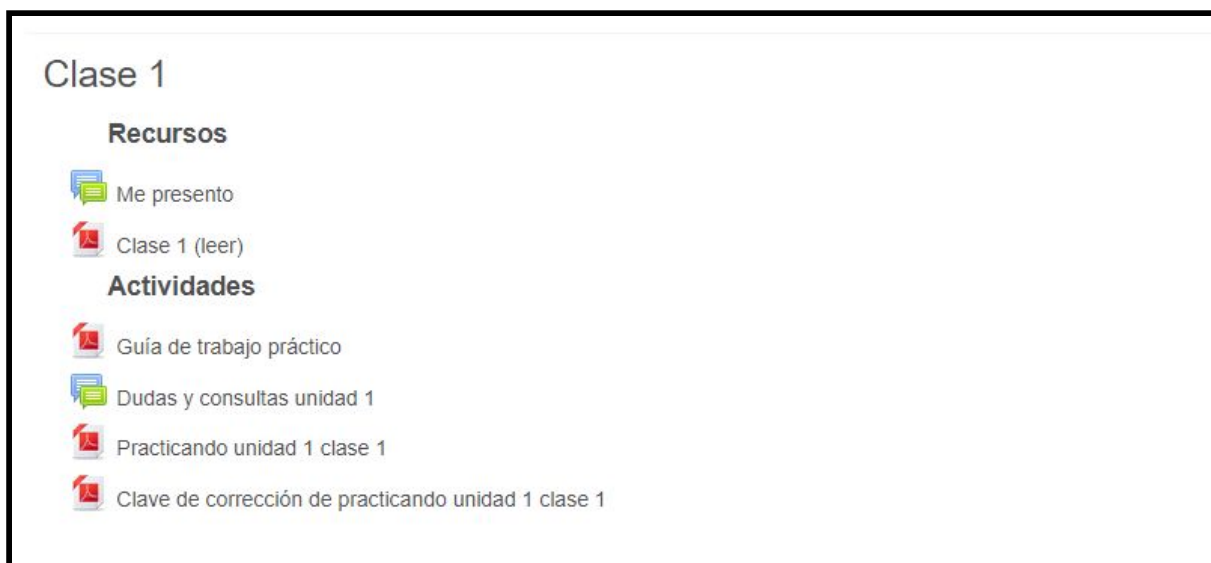 Clase 1
Recursos
Me presento
Clase 1 (leer)
Actividades
Guía de trabajo práctico
Dudas y consultas unidad 1
Practicando unidad 1 clase 1
Clave de corrección de practicando unidad 1 clase 1